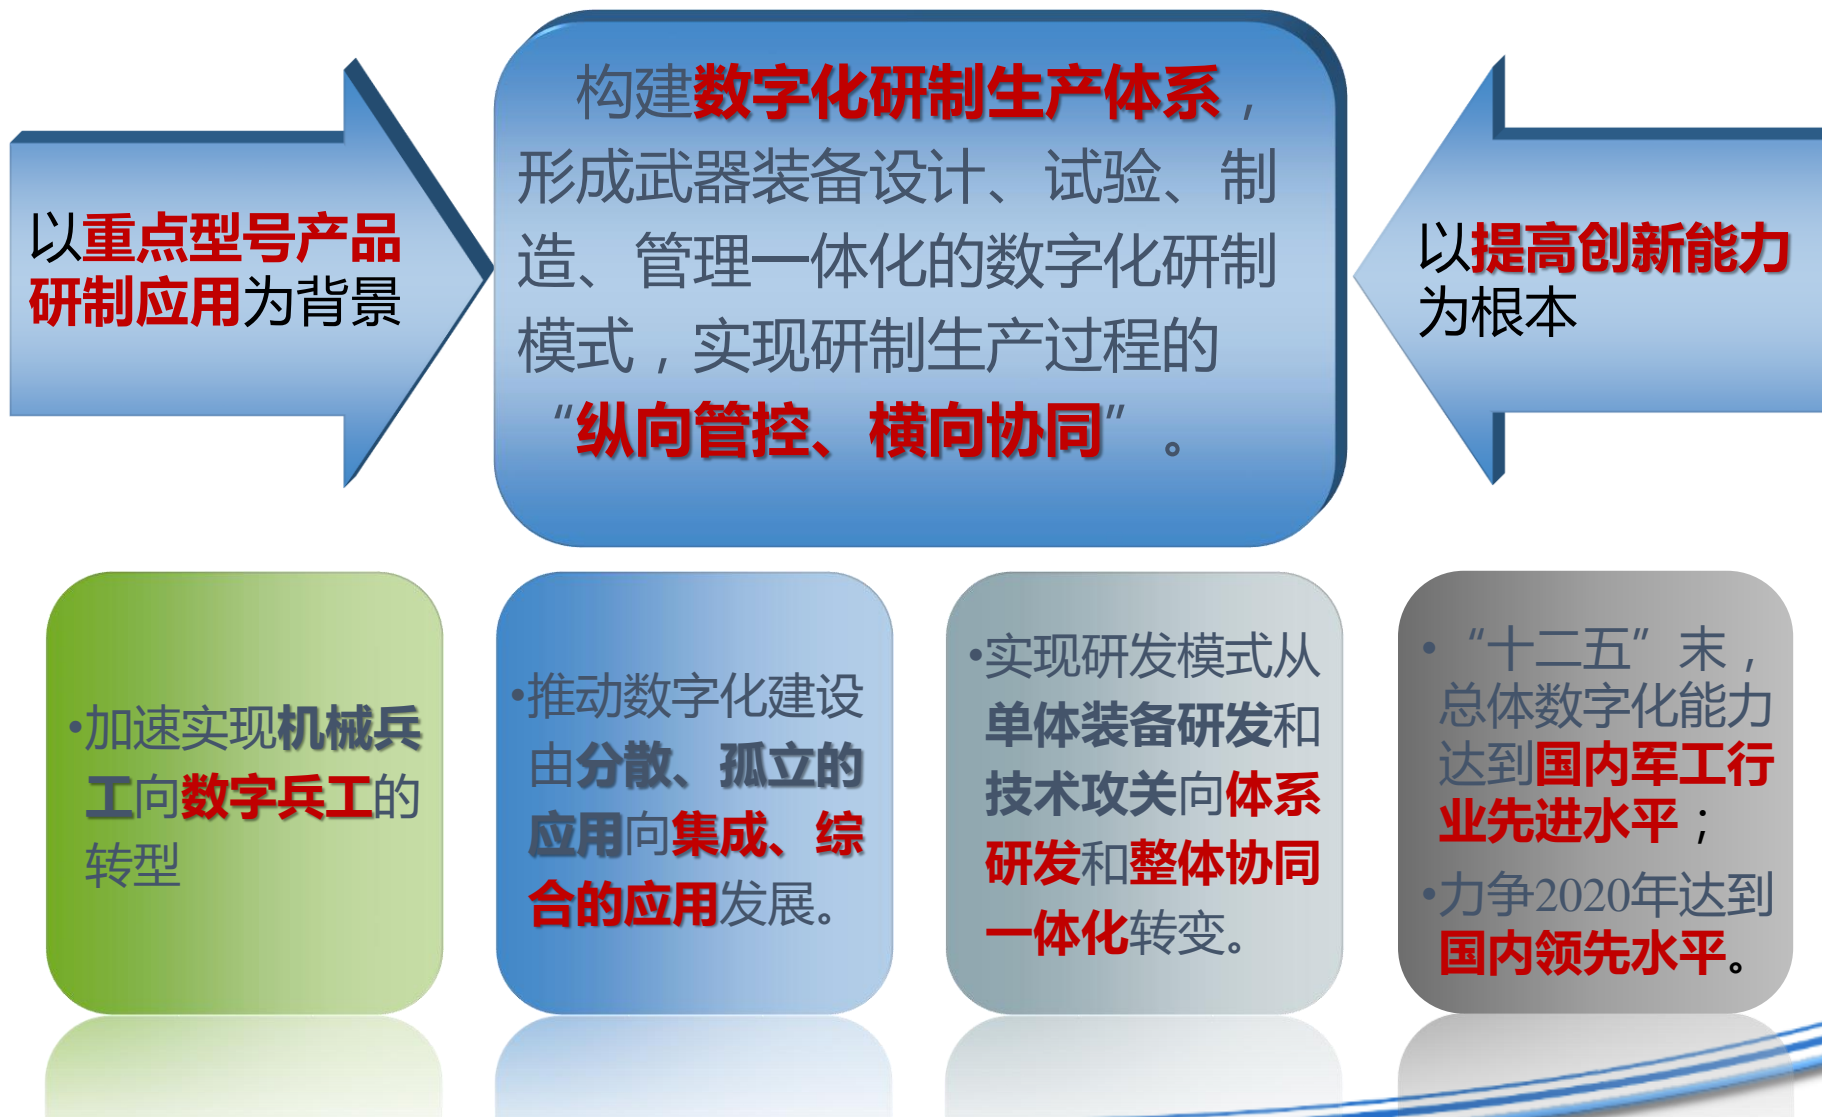 以重点型号产品
研制应用为背景
构建数字化研制生产体系，
形成武器装备设计、试验、制
造、管理一体化的数字化研制
模式，实现研制生产过程的
“纵向管控、横向协同”。
以提高创新能力
为根本
•加速实现机械兵
工向数字兵工的
转型
•推动数字化建设
由分散、孤立的
应用向集成、综
合的应用发展。
•实现研发模式从
单体装备研发和
技术攻关向体系
研发和整体协同
一体化转变。
•“十二五”末，
总体数字化能力
达到国内军工行
业先进水平；
•力争2020年达到
国内领先水平。